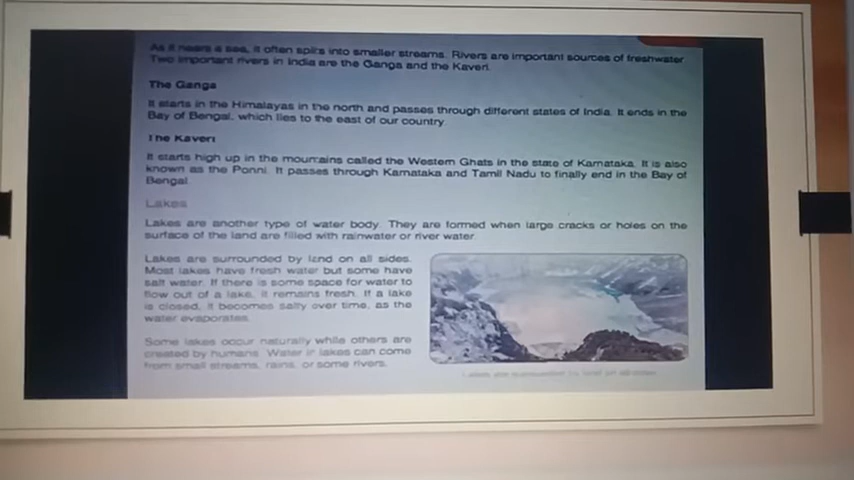 As it nears a sea, it often splits into smaller streams. Rivers are important sources of freshwater
Two important rivers in India are the Ganga and the Kaveri.
The Ganga
It starts in the Himalayas in the north and passes through different states of India. It ends in the
Bay of Bengal, which lies to the east of our country
The Kaveri
It starts high up in the mountains called the Western Ghats in the state of Karnataka. It is also
known as the Ponni. It passes through Karnataka and Tamil Nadu to finally end in the Bay of
Bengal
Lakes
Lakes are another type of water body. They are formed when large cracks or holes on the
surface of the land are filled with rainwater or river water
Lakes are surrounded by land on all sides.
Most lakes have fresh water but some have
salt water. If there is some space for water to
flow out of a lake, it remains fresh. If a lake
is closed, it becomes salty over time, as the
water evaporates.
Some lakes occur naturally while others are
created by humans. Water in lakes can come
from small streams, rains, or some rivers.
Lakes are surrounded by land on all sides.